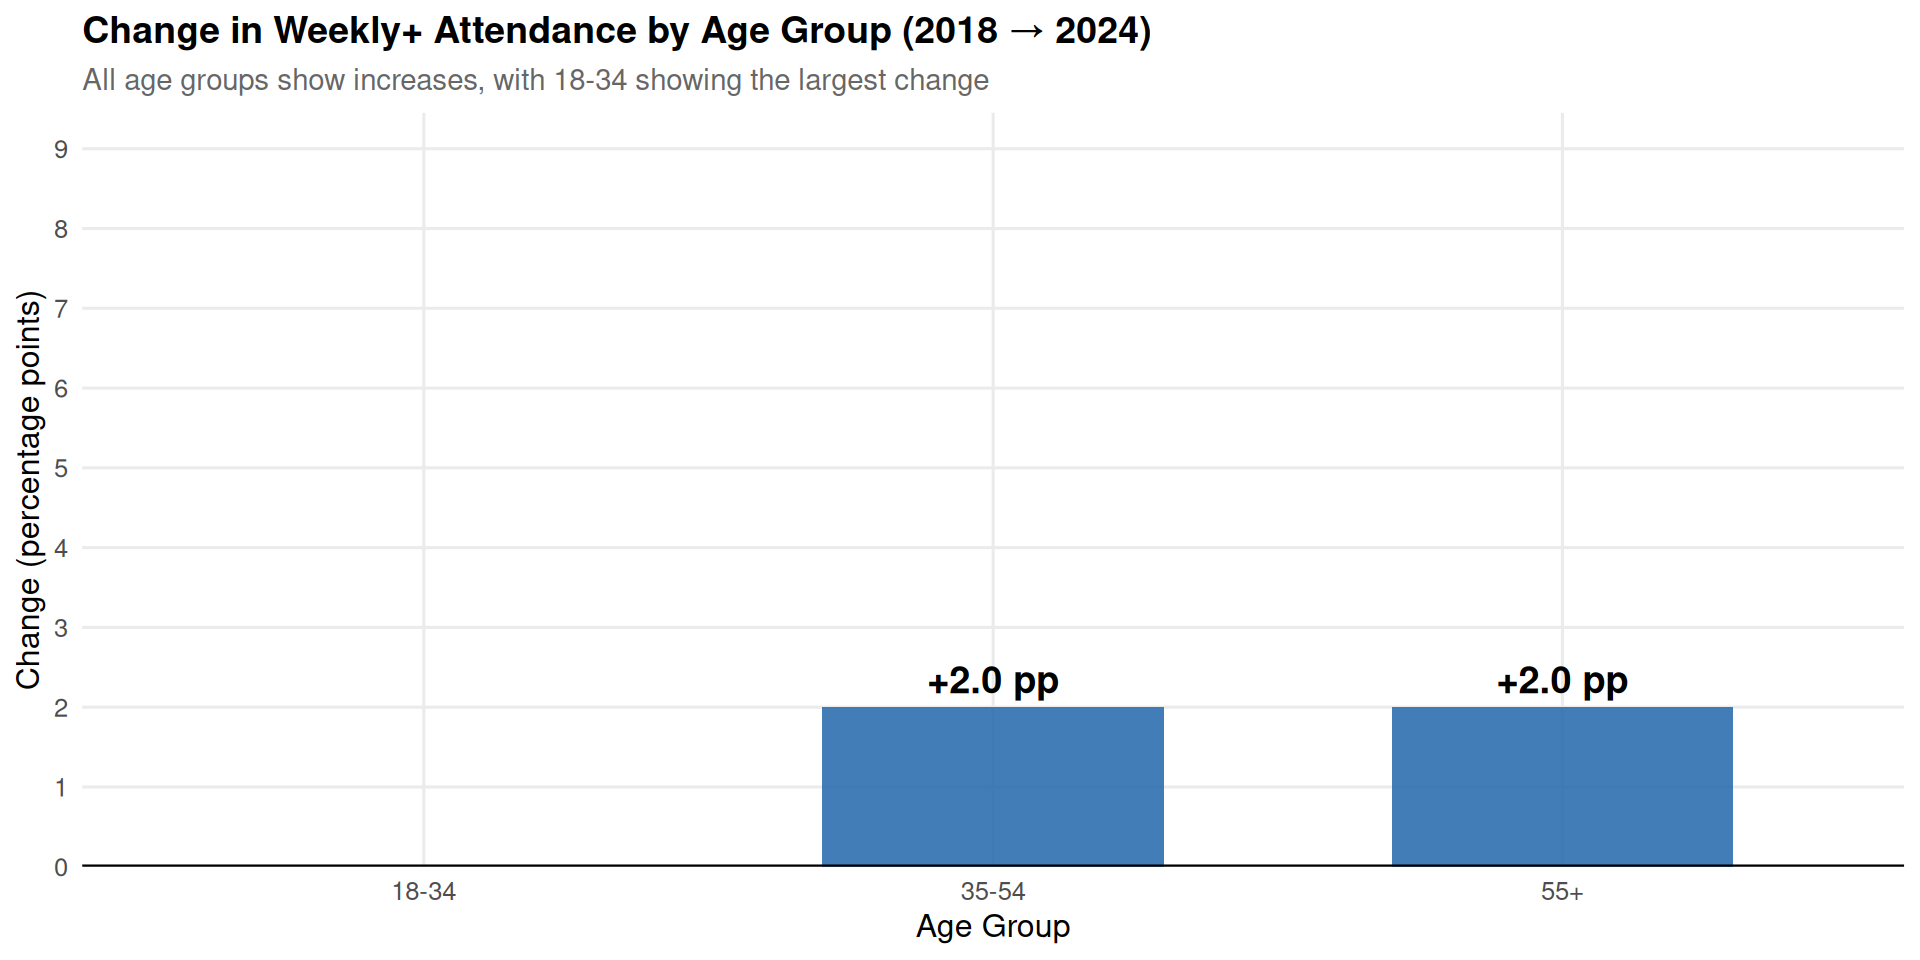 Change in Weekly+ Attendance by Age Group (2018 → 2024)
All age groups show increases, with 18-34 showing the largest change
Change (percentage points)
9
8
7
6
5
4
3
2
1
0
+2.0 pp
+2.0 pp
18-34
35-54
55+
Age Group